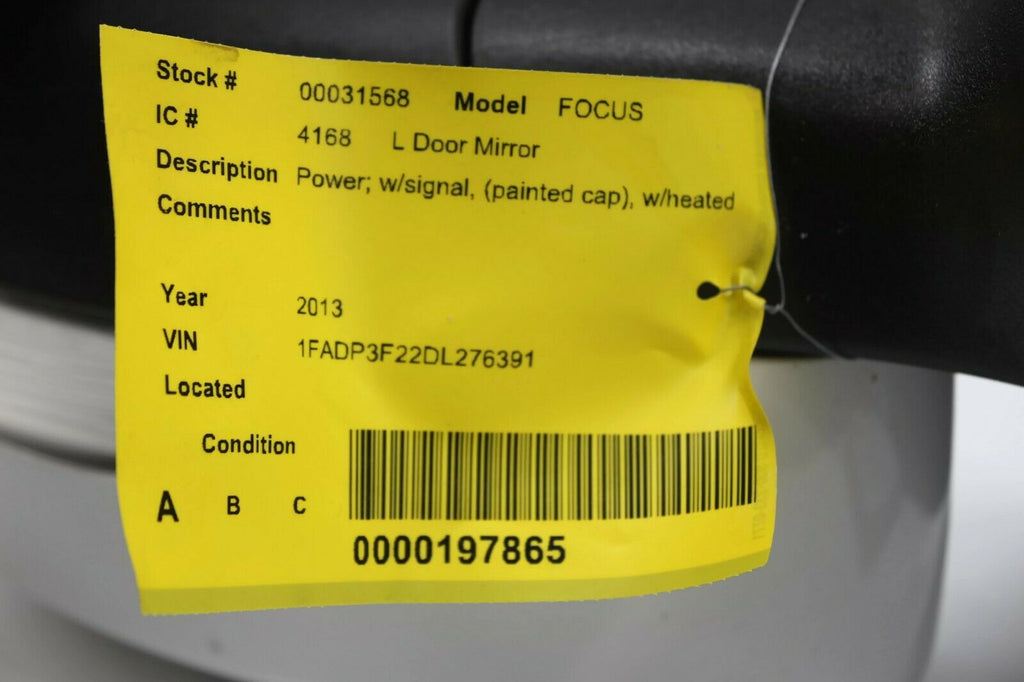 Stock # 00031568 Model FOCUS
IC # 4168 L Door Mirror
Description Power; w/signal, (painted cap), w/heated
Comments
Year 2013
VIN 1FADP3F22DL276391
Located
Condition
A B C
0000197865